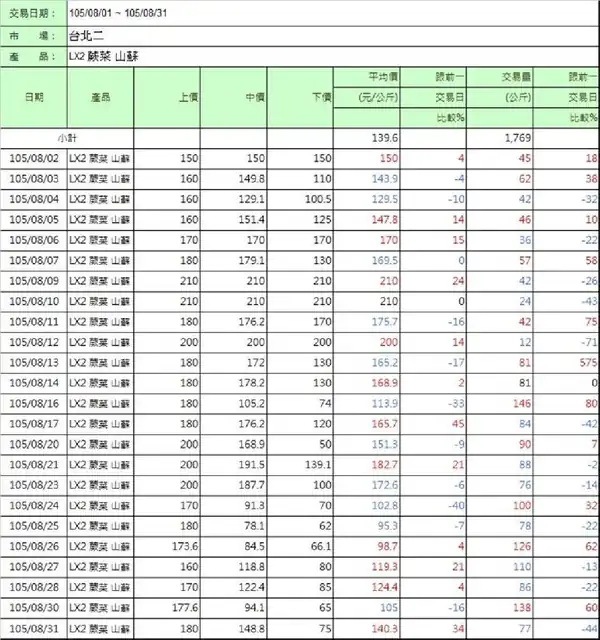 交易日期： 105/08/01 ~ 105/08/31
市 場： 台北二
產 品： LX2 蕨菜 山蘇
日期 產品 上價 中價 下價 平均價 (元/公斤) 跟前一 交易日 比較% 交易量 (公斤) 跟前一 交易日 比較%
小計 139.6 1,769
105/08/02 LX2 蕨菜 山蘇 150 150 150 150 4 45 18
105/08/03 LX2 蕨菜 山蘇 160 149.8 110 143.9 -4 62 38
105/08/04 LX2 蕨菜 山蘇 160 129.1 100.5 129.5 -10 42 -32
105/08/05 LX2 蕨菜 山蘇 160 151.4 125 147.8 14 46 10
105/08/06 LX2 蕨菜 山蘇 170 170 170 170 15 36 -22
105/08/07 LX2 蕨菜 山蘇 180 179.1 130 169.5 0 57 58
105/08/09 LX2 蕨菜 山蘇 210 210 210 210 24 42 -26
105/08/10 LX2 蕨菜 山蘇 210 210 210 210 0 24 -43
105/08/11 LX2 蕨菜 山蘇 180 176.2 170 175.7 -16 42 75
105/08/12 LX2 蕨菜 山蘇 200 200 200 200 14 12 -71
105/08/13 LX2 蕨菜 山蘇 180 172 130 165.2 -17 81 575
105/08/14 LX2 蕨菜 山蘇 180 178.2 130 168.9 2 81 0
105/08/16 LX2 蕨菜 山蘇 180 105.2 74 113.9 -33 146 80
105/08/17 LX2 蕨菜 山蘇 180 176.2 120 165.7 45 84 -42
105/08/20 LX2 蕨菜 山蘇 200 168.9 50 151.3 -9 90 7
105/08/21 LX2 蕨菜 山蘇 200 191.5 139.1 182.7 21 88 -2
105/08/23 LX2 蕨菜 山蘇 200 187.7 100 172.6 -6 76 -14
105/08/24 LX2 蕨菜 山蘇 170 91.3 70 102.8 -40 100 32
105/08/25 LX2 蕨菜 山蘇 180 78.1 62 95.3 -7 78 -22
105/08/26 LX2 蕨菜 山蘇 173.6 84.5 66.1 98.7 4 126 62
105/08/27 LX2 蕨菜 山蘇 160 118.8 80 119.3 21 110 -13
105/08/28 LX2 蕨菜 山蘇 170 122.4 85 124.4 4 86 -22
105/08/30 LX2 蕨菜 山蘇 177.6 94.1 65 105 -16 138 60
105/08/31 LX2 蕨菜 山蘇 180 148.8 75 140.3 34 77 -44